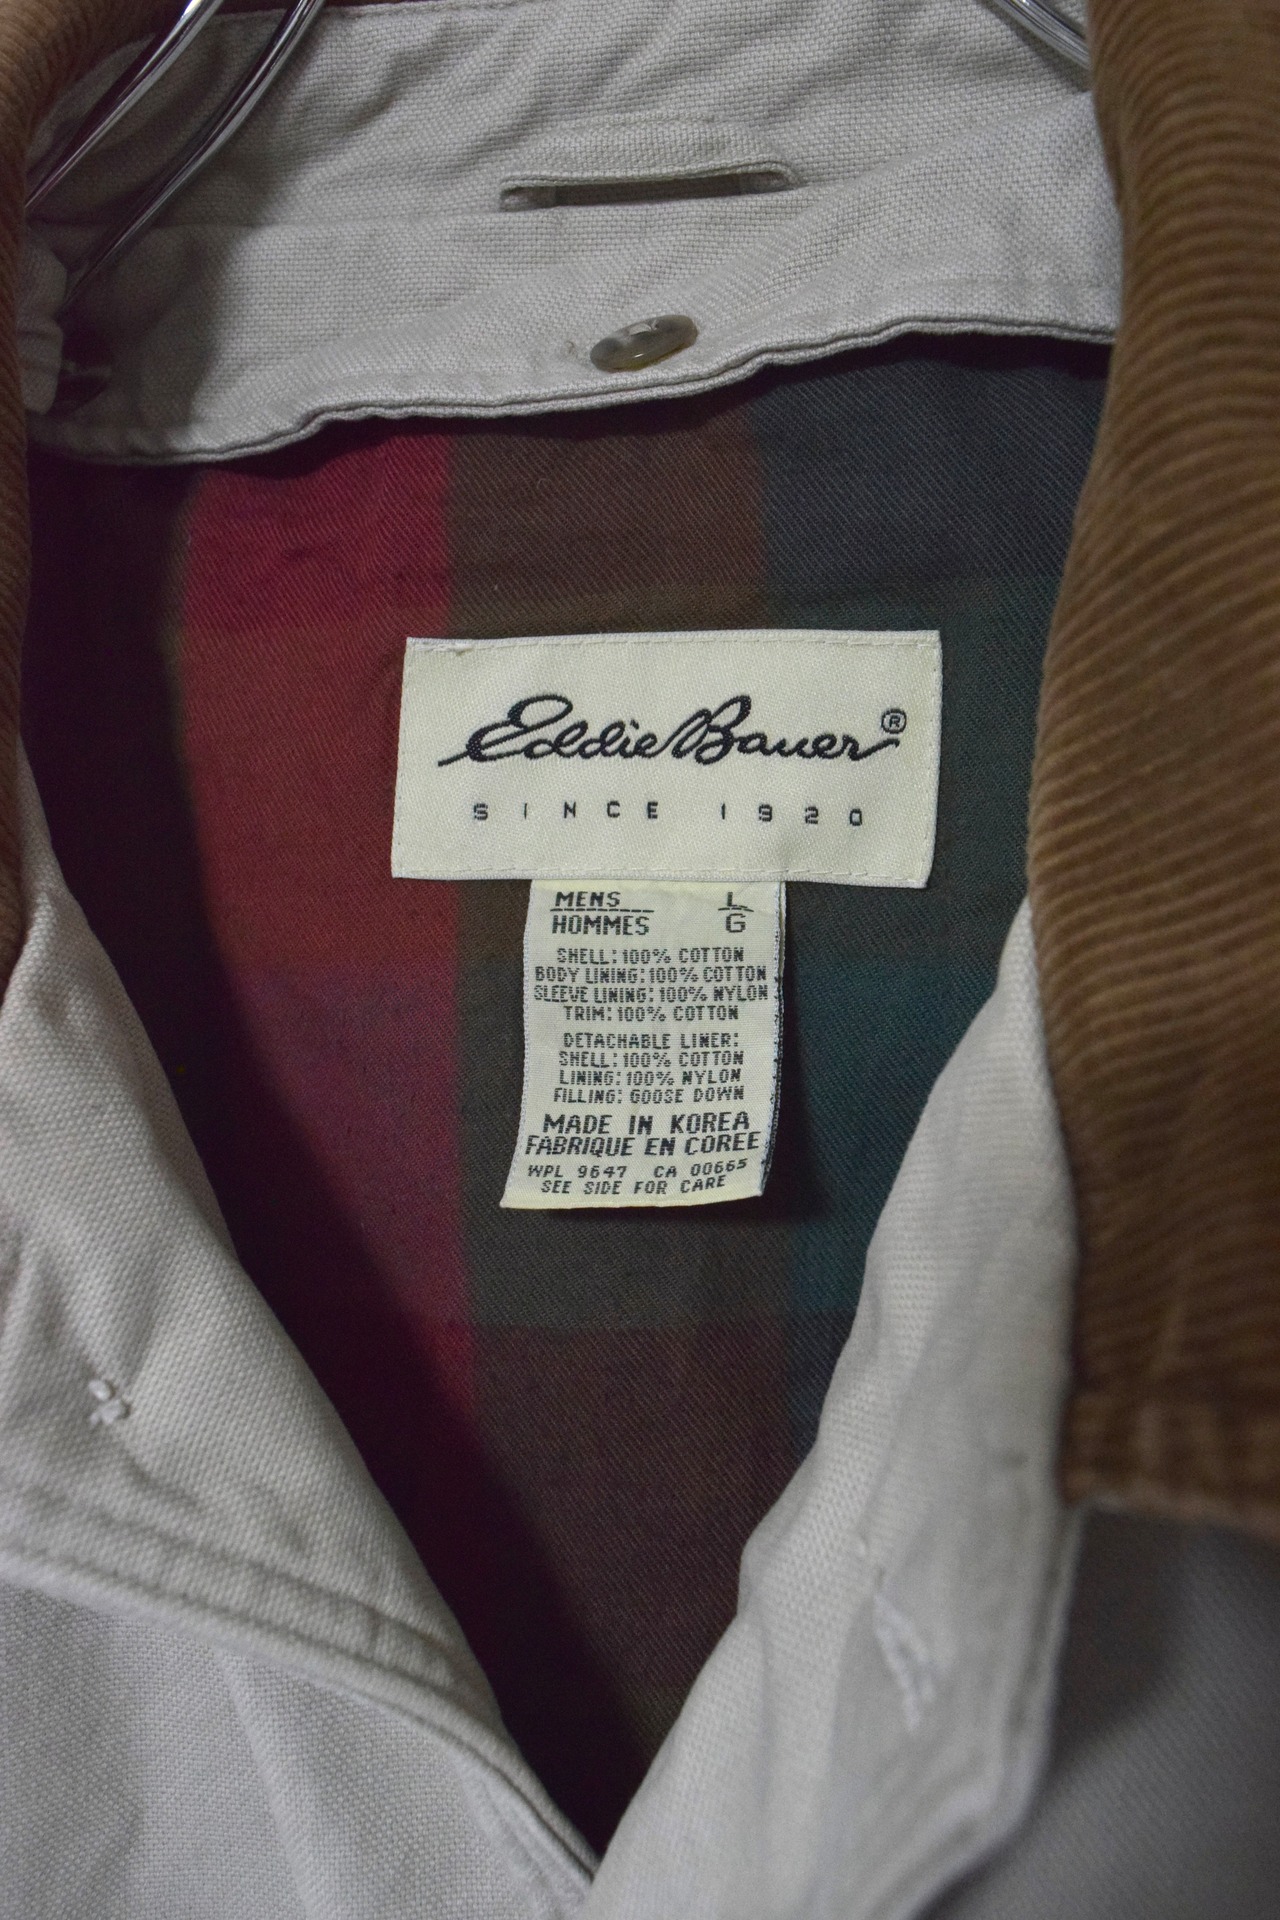 Eddie Bauer®
SINCE 1920
MENS L
HOMMES G
SHELL: 100% COTTON
BODY LINING: 100% COTTON
SLEEVE LINING: 100% NYLON
TRIM: 100% COTTON
DETACHABLE LINER:
SHELL: 100% COTTON
LINING: 100% NYLON
FILLING: GOOSE DOWN
MADE IN KOREA
FABRIQUE EN COREE
WPL 9647 CA 00665
SEE SIDE FOR CARE